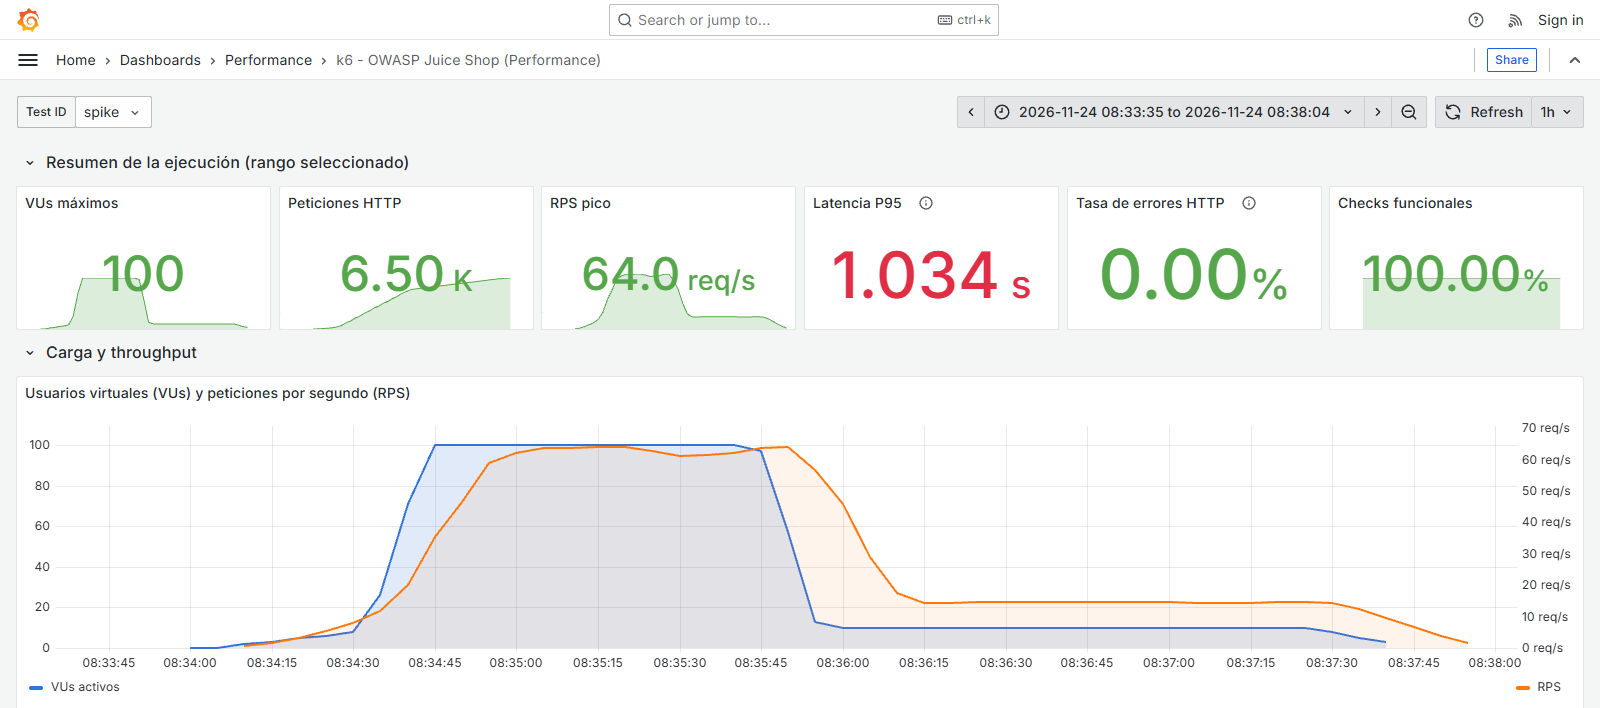 Search or jump to... ctrl+k Sign in
Home › Dashboards › Performance › k6 - OWASP Juice Shop (Performance) Share
Test ID spike 2026-11-24 08:33:35 to 2026-11-24 08:38:04 Refresh 1h
Resumen de la ejecución (rango seleccionado)
VUs máximos
100
Peticiones HTTP
6.50 K
RPS pico
64.0 req/s
Latencia P95
1.034 s
Tasa de errores HTTP
0.00%
Checks funcionales
100.00%
Carga y throughput
Usuarios virtuales (VUs) y peticiones por segundo (RPS)
100
80
60
40
20
0
70 req/s
60 req/s
50 req/s
40 req/s
30 req/s
20 req/s
10 req/s
0 req/s
08:33:45 08:34:00 08:34:15 08:34:30 08:34:45 08:35:00 08:35:15 08:35:30 08:35:45 08:36:00 08:36:15 08:36:30 08:36:45 08:37:00 08:37:15 08:37:30 08:37:45 08:38:00
VUs activos RPS